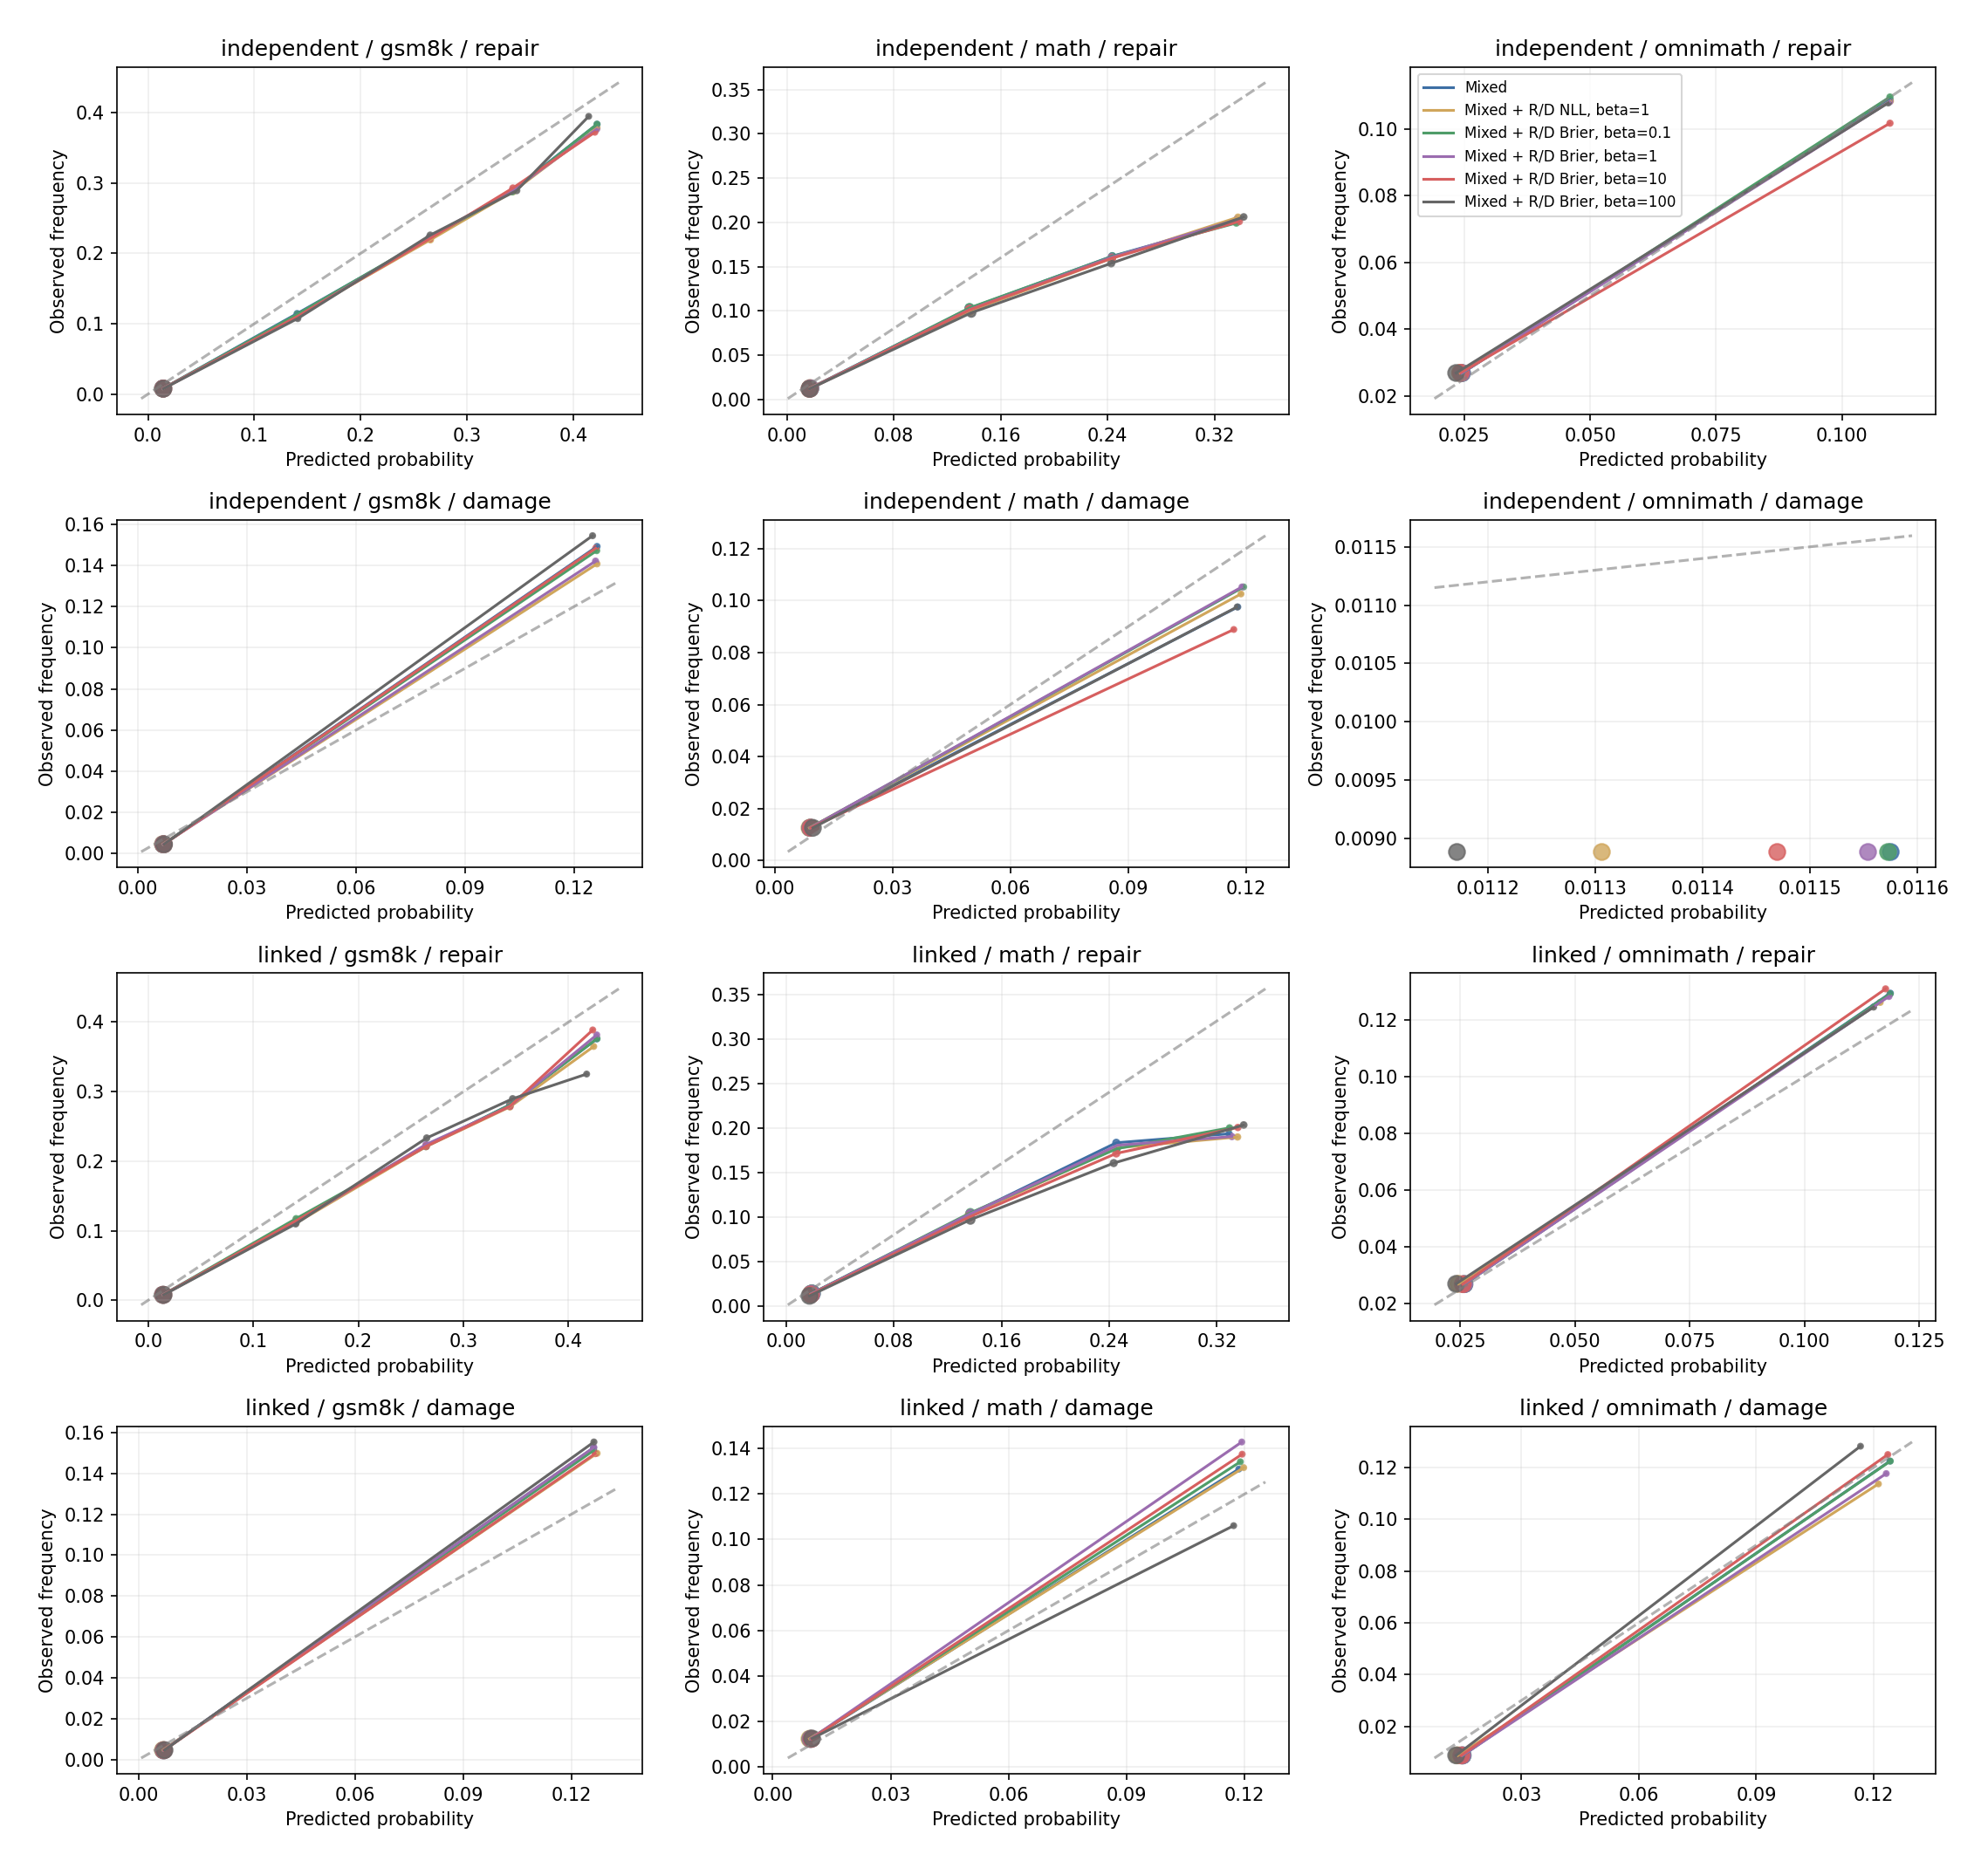 independent / gsm8k / repair
Observed frequency
0.4
0.3
0.2
0.1
0.0
0.0 0.1 0.2 0.3 0.4
Predicted probability
independent / math / repair
Observed frequency
0.35
0.30
0.25
0.20
0.15
0.10
0.05
0.00
0.00 0.08 0.16 0.24 0.32
Predicted probability
independent / omnimath / repair
Mixed
Mixed + R/D NLL, beta=1
Mixed + R/D Brier, beta=0.1
Mixed + R/D Brier, beta=1
Mixed + R/D Brier, beta=10
Mixed + R/D Brier, beta=100
Observed frequency
0.10
0.08
0.06
0.04
0.02
0.025 0.050 0.075 0.100
Predicted probability
independent / gsm8k / damage
Observed frequency
0.16
0.14
0.12
0.10
0.08
0.06
0.04
0.02
0.00
0.00 0.03 0.06 0.09 0.12
Predicted probability
independent / math / damage
Observed frequency
0.12
0.10
0.08
0.06
0.04
0.02
0.00
0.00 0.03 0.06 0.09 0.12
Predicted probability
independent / omnimath / damage
Observed frequency
0.0115
0.0110
0.0105
0.0100
0.0095
0.0090
0.0112 0.0113 0.0114 0.0115 0.0116
Predicted probability
linked / gsm8k / repair
Observed frequency
0.4
0.3
0.2
0.1
0.0
0.0 0.1 0.2 0.3 0.4
Predicted probability
linked / math / repair
Observed frequency
0.35
0.30
0.25
0.20
0.15
0.10
0.05
0.00
0.00 0.08 0.16 0.24 0.32
Predicted probability
linked / omnimath / repair
Observed frequency
0.12
0.10
0.08
0.06
0.04
0.02
0.025 0.050 0.075 0.100 0.125
Predicted probability
linked / gsm8k / damage
Observed frequency
0.16
0.14
0.12
0.10
0.08
0.06
0.04
0.02
0.00
0.00 0.03 0.06 0.09 0.12
Predicted probability
linked / math / damage
Observed frequency
0.14
0.12
0.10
0.08
0.06
0.04
0.02
0.00
0.00 0.03 0.06 0.09 0.12
Predicted probability
linked / omnimath / damage
Observed frequency
0.12
0.10
0.08
0.06
0.04
0.02
0.03 0.06 0.09 0.12
Predicted probability